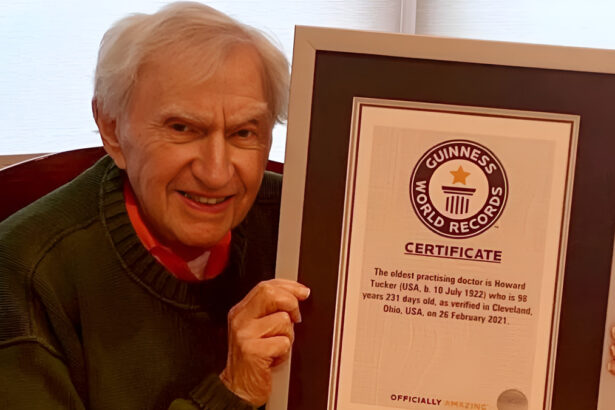 GUINNESS
WORLD RECORDS
CERTIFICATE
The oldest practising doctor is Howard
Tucker (USA, b. 10 July 1922) who is 98
years 231 days old, as verified in Cleveland,
Ohio, USA, on 26 February 2021.
OFFICIALLY AMAZING